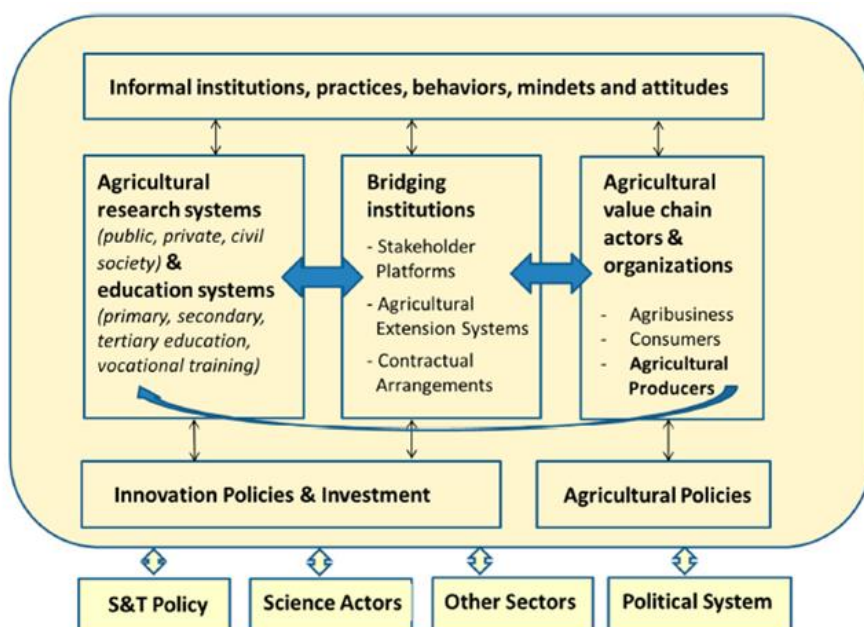 Informal institutions, practices, behaviors, mindets and attitudes
Agricultural
research systems
(public, private, civil
society) &
education systems
(primary, secondary,
tertiary education,
vocational training)
Bridging
institutions
- Stakeholder
Platforms
- Agricultural
Extension Systems
- Contractual
Arrangements
Agricultural
value chain
actors &
organizations
- Agribusiness
- Consumers
- Agricultural
Producers
Innovation Policies & Investment
Agricultural Policies
S&T Policy
Science Actors
Other Sectors
Political System